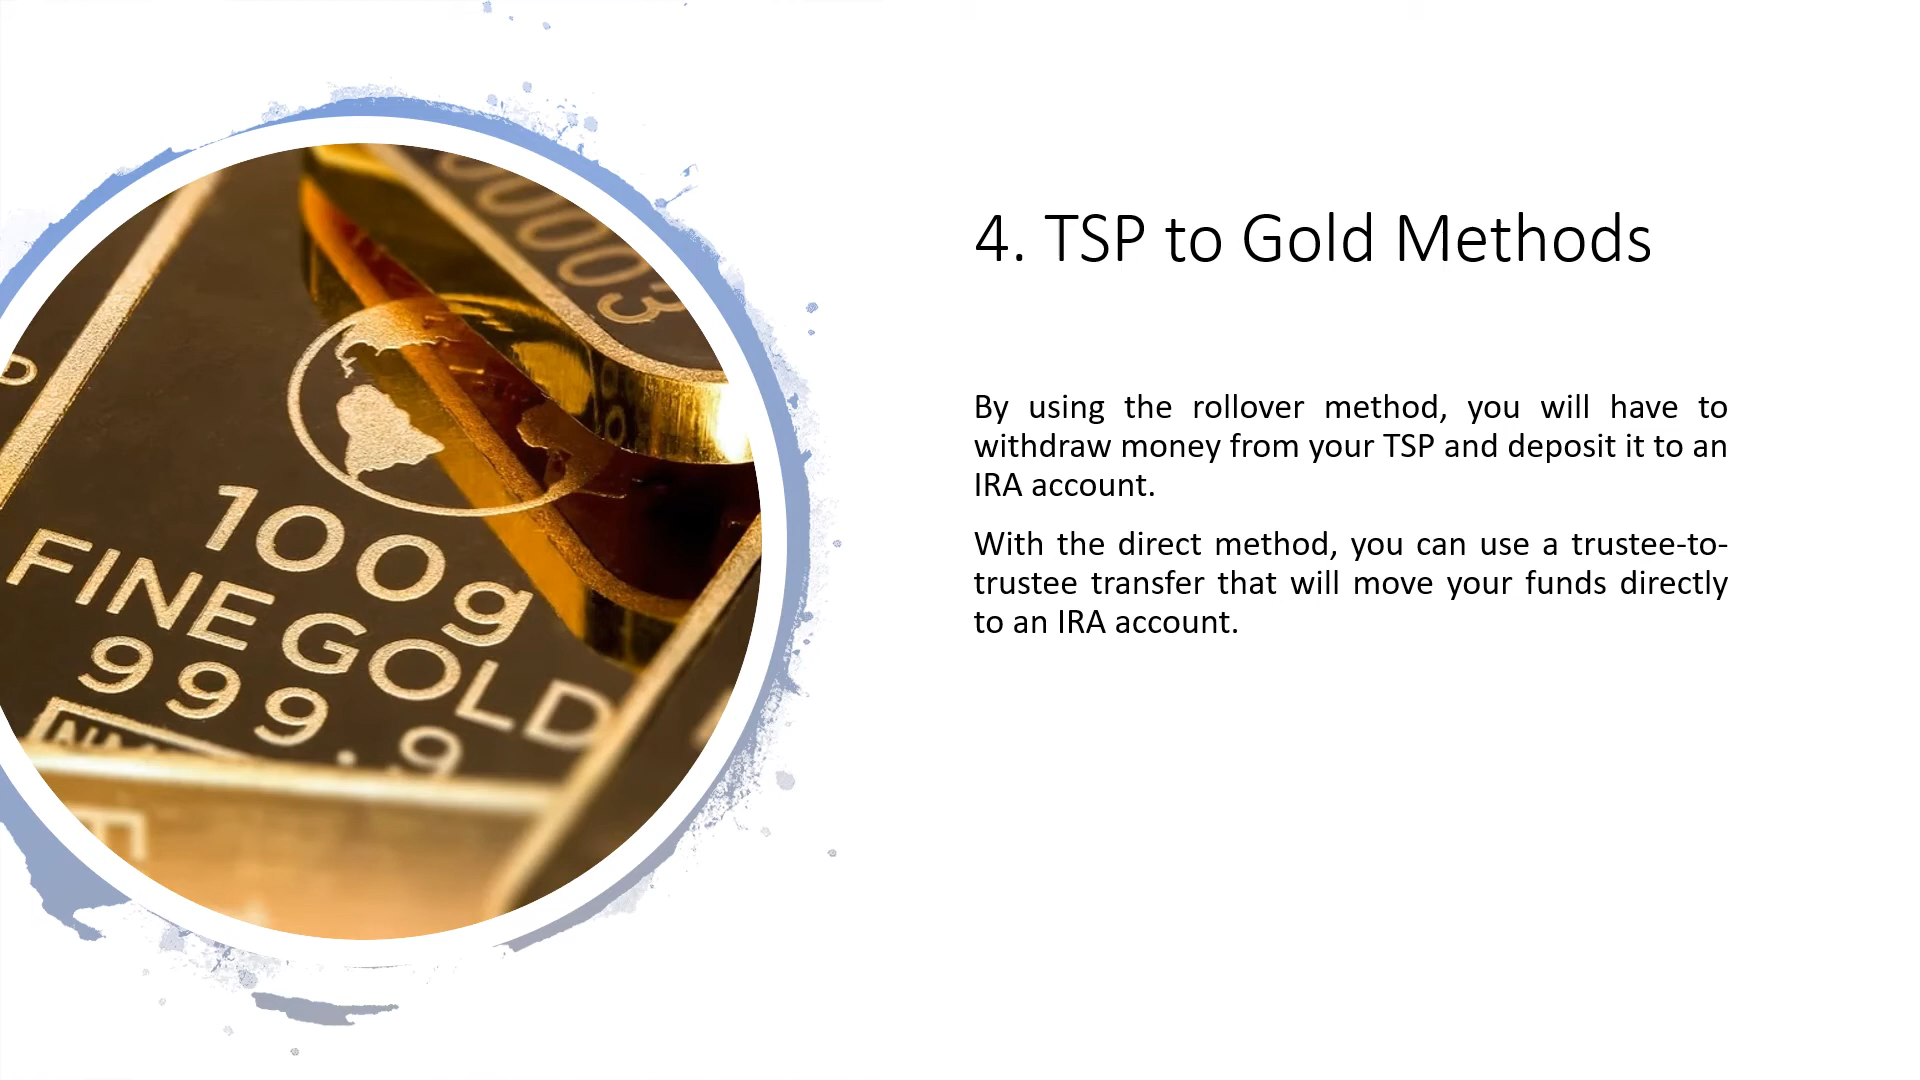 4. TSP to Gold Methods
By using the rollover method, you will have to
withdraw money from your TSP and deposit it to an
IRA account.
With the direct method, you can use a trustee-to-
trustee transfer that will move your funds directly
to an IRA account.
100g
FINE GOLD
999.9